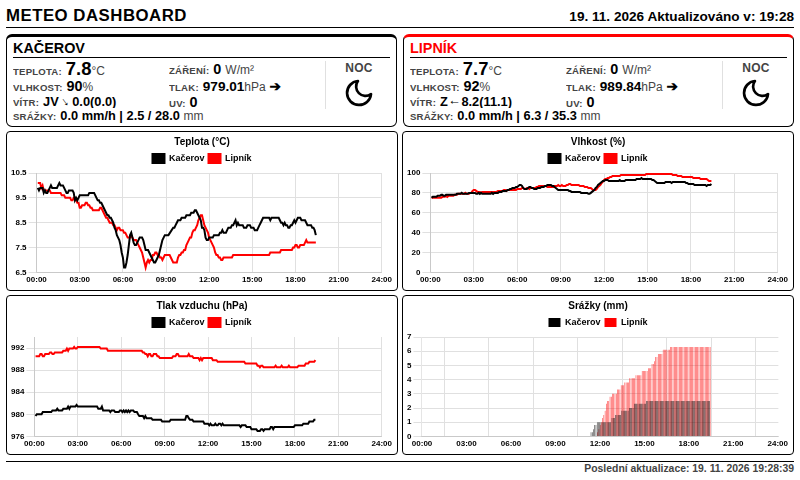 METEO DASHBOARD
19. 11. 2026 Aktualizováno v: 19:28
KAČEROV
TEPLOTA: 7.8°C
ZÁŘENÍ: 0 W/m²
NOC
VLHKOST: 90%
TLAK: 979.01hPa ➔
VÍTR: JV ↘ 0.0(0.0)
UV: 0
SRÁŽKY: 0.0 mm/h | 2.5 / 28.0 mm
LIPNÍK
TEPLOTA: 7.7°C
ZÁŘENÍ: 0 W/m²
NOC
VLHKOST: 92%
TLAK: 989.84hPa ➔
VÍTR: Z ← 8.2(11.1)
UV: 0
SRÁŽKY: 0.0 mm/h | 6.3 / 35.3 mm
Teplota (°C)
Kačerov Lipník
10.5
9.5
8.5
7.5
6.5
00:00 03:00 06:00 09:00 12:00 15:00 18:00 21:00 24:00
Vlhkost (%)
Kačerov Lipník
100
80
60
40
20
0
00:00 03:00 06:00 09:00 12:00 15:00 18:00 21:00 24:00
Tlak vzduchu (hPa)
Kačerov Lipník
992
988
984
980
976
00:00 03:00 06:00 09:00 12:00 15:00 18:00 21:00 24:00
Srážky (mm)
Kačerov Lipník
7
6
5
4
3
2
1
0
00:00 03:00 06:00 09:00 12:00 15:00 18:00 21:00 24:00
Poslední aktualizace: 19. 11. 2026 19:28:39